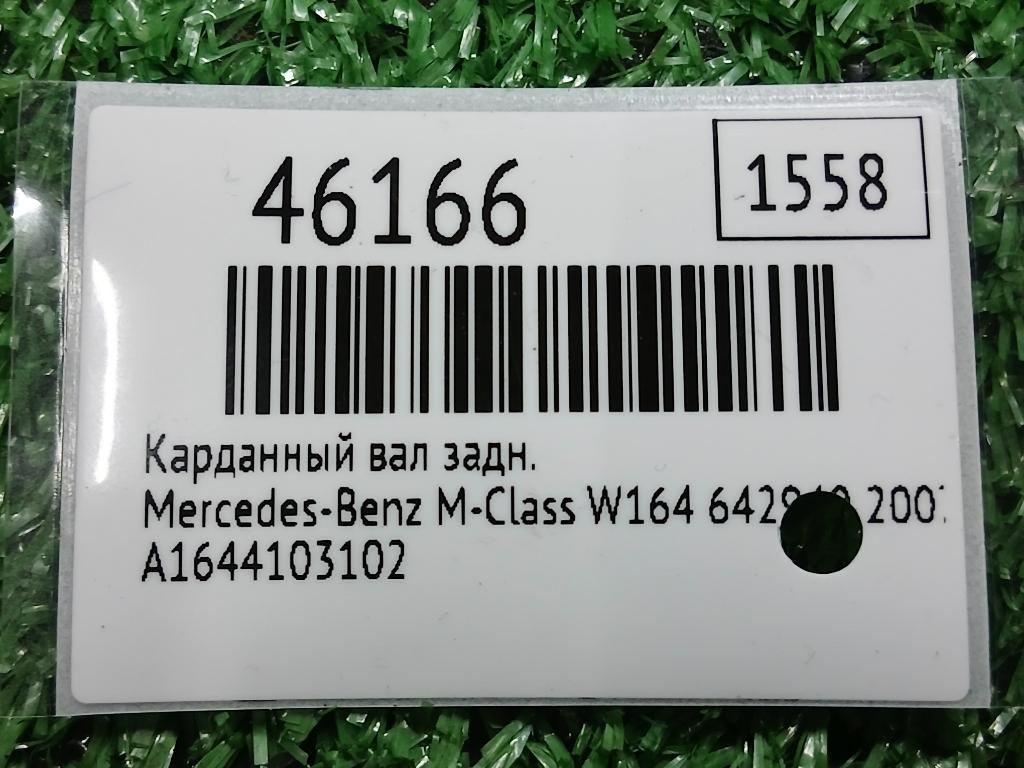 46166
1558
Карданный вал задн.
Mercedes-Benz M-Class W164
A1644103102